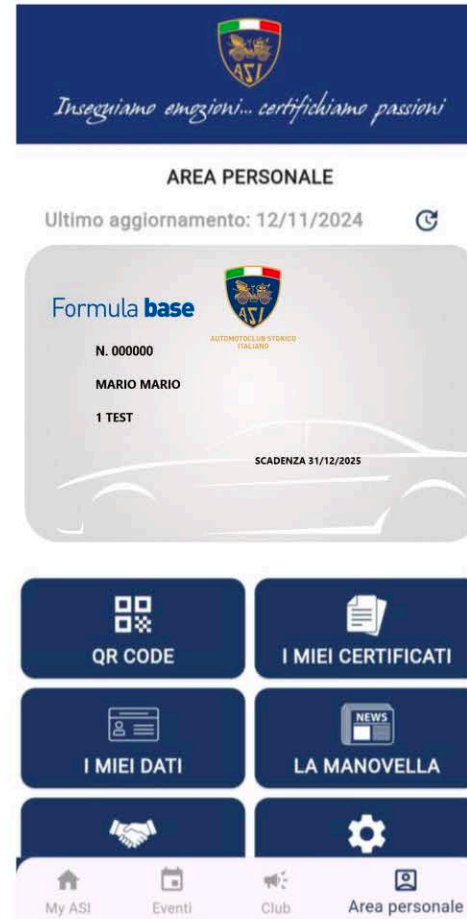 ASI
Inseguiamo emozioni... certifichiamo passioni
AREA PERSONALE
Ultimo aggiornamento: 12/11/2024
Formula base
ASI
AUTOMOTOCLUB STORICO
ITALIANO
N. 000000
MARIO MARIO
1 TEST
SCADENZA 31/12/2025
QR CODE
I MIEI CERTIFICATI
NEWS
I MIEI DATI
LA MANOVELLA
My ASI
Eventi
Club
Area personale